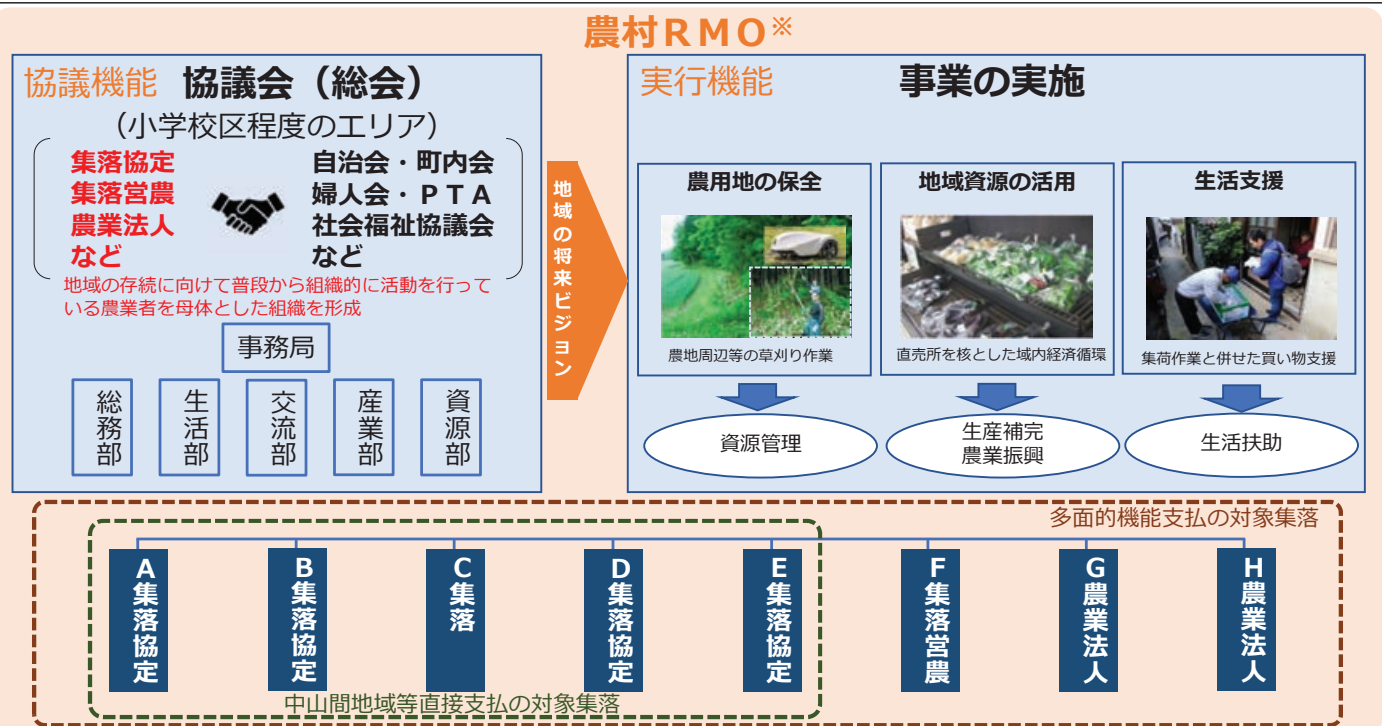 農村ＲＭＯ※
協議機能 協議会（総会）
（小学校区程度のエリア）
集落協定
集落営農
農業法人
など
自治会・町内会
婦人会・ＰＴＡ
社会福祉協議会
など
地域の存続に向けて普段から組織的に活動を行って
いる農業者を母体とした組織を形成
事務局
総務部
生活部
交流部
産業部
資源部
地域の将来ビジョン
実行機能 事業の実施
農用地の保全
農地周辺等の草刈り作業
資源管理
地域資源の活用
直売所を核とした域内経済循環
生産補完
農業振興
生活支援
集荷作業と併せた買い物支援
生活扶助
多面的機能支払の対象集落
A集落協定
B集落協定
C集落
D集落協定
E集落協定
F集落営農
G農業法人
H農業法人
中山間地域等直接支払の対象集落